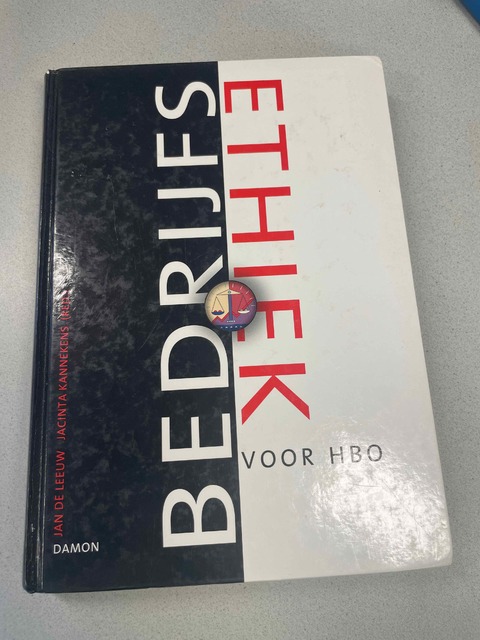 BEDRIJFS
ETHIEK
VOOR HBO
JAN DE LEEUW JACINTA KANNEKENS (RED.)
DAMON